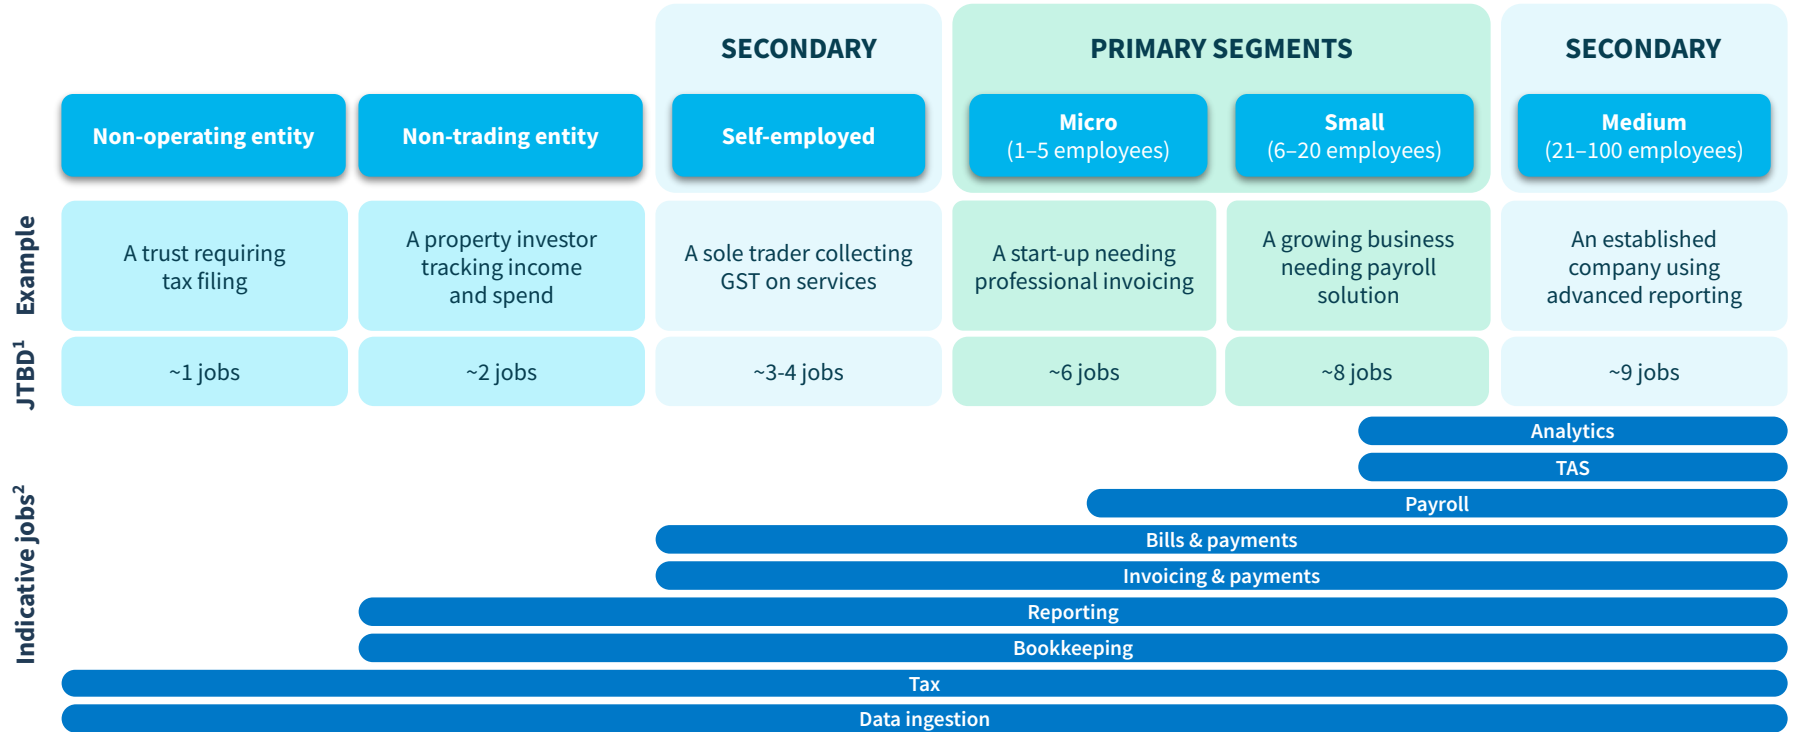 SECONDARY
PRIMARY SEGMENTS
SECONDARY
Non-operating entity
Non-trading entity
Self-employed
Micro
(1–5 employees)
Small
(6–20 employees)
Medium
(21–100 employees)
Example
A trust requiring
tax filing
A property investor
tracking income
and spend
A sole trader collecting
GST on services
A start-up needing
professional invoicing
A growing business
needing payroll
solution
An established
company using
advanced reporting
JTBD¹
~1 jobs
~2 jobs
~3-4 jobs
~6 jobs
~8 jobs
~9 jobs
Indicative jobs²
Analytics
TAS
Payroll
Bills & payments
Invoicing & payments
Reporting
Bookkeeping
Tax
Data ingestion